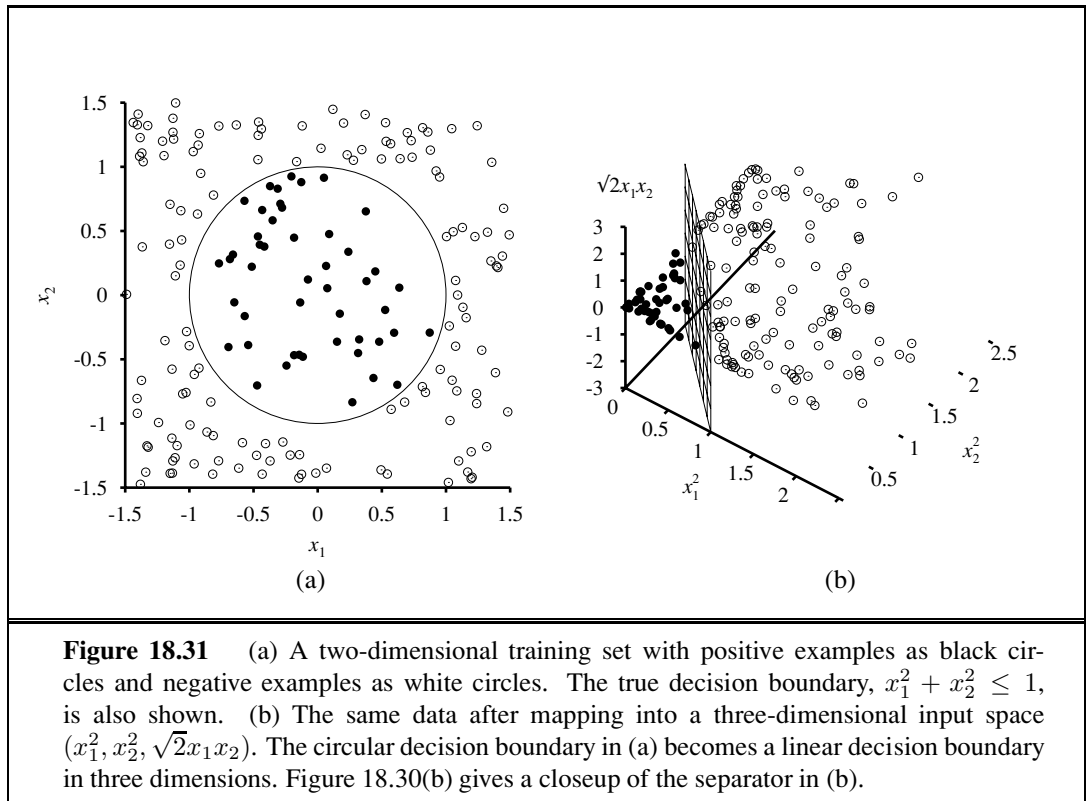 1.5
1
0.5
0
-0.5
-1
-1.5
x₂
-1.5 -1 -0.5 0 0.5 1 1.5
x₁
(a)
√2x₁x₂
3
2
1
0
-1
-2
-3
0
0.5
1
1.5
2
x₁²
0.5
1
1.5
2
2.5
x₂²
(b)
Figure 18.31 (a) A two-dimensional training set with positive examples as black cir-
cles and negative examples as white circles. The true decision boundary, x₁² + x₂² ≤ 1,
is also shown. (b) The same data after mapping into a three-dimensional input space
(x₁², x₂², √2x₁x₂). The circular decision boundary in (a) becomes a linear decision boundary
in three dimensions. Figure 18.30(b) gives a closeup of the separator in (b).